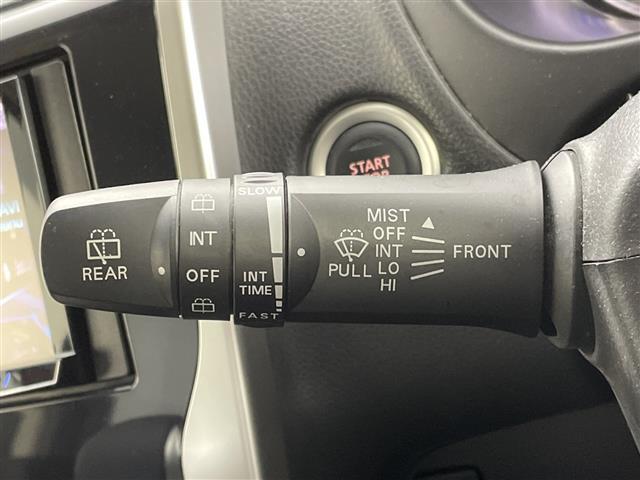 START
REAR
INT
OFF
SLOW
INT
TIME
FAST
PULL
MIST
OFF
INT
LO
HI
FRONT